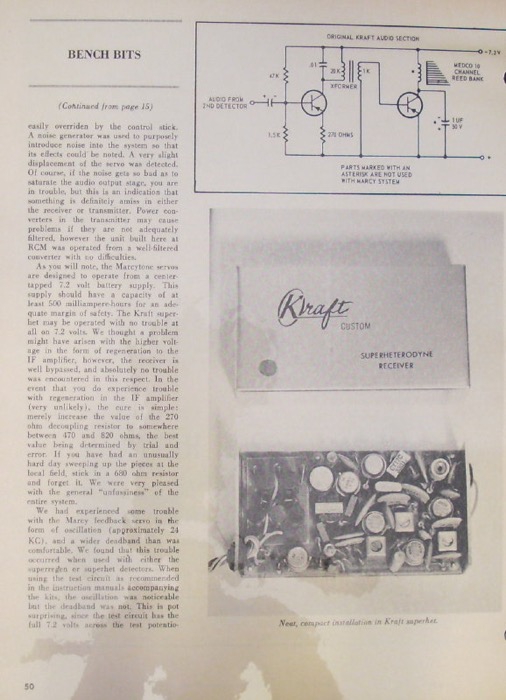 BENCH BITS
(Continued from page 15)
easily overriden by the control stick.
A noise generator was used to purposely
introduce noise into the system so that
its effects could be noted. A very slight
displacement of the servo was detected.
Of course, if the noise gets so bad as to
saturate the audio output stage, you are
in trouble, but this is an indication that
something is definitely amiss in either
the receiver or transmitter. Power con-
verters in the transmitter may cause
problems if they are not adequately
filtered, however the unit built here at
RCM was operated from a well-filtered
converter with no difficulties.
As you will note, the Marcytone servos
are designed to operate from a center-
tapped 7.2 volt battery supply. This
supply should have a capacity of at
least 500 milliampere-hours for an ade-
quate margin of safety. The Kraft super-
het may be operated with no trouble at
all on 7.2 volts. We thought a problem
might have arisen with the higher volt-
age in the form of regeneration to the
IF amplifier, however, the receiver is
well bypassed, and absolutely no trouble
was encountered in this respect. In the
event that you do experience trouble
with regeneration in the IF amplifier
(very unlikely), the cure is simple:
merely increase the value of the 270
ohm decoupling resistor to somewhere
between 470 and 820 ohms, the best
value being determined by trial and
error. If you have had an unusually
hard day sweeping up the pieces at the
local field, stick in a 680 ohm resistor
and forget it. We were very pleased
with the general "unfussiness" of the
entire system.
We had experienced some trouble
with the Marcy feedback servo in the
form of oscillation (approximately 24
KC), and a wider deadband than was
comfortable. We found that this trouble
occurred when used with either the
superregen or superhet detectors. When
using the test circuit as recommended
in the instruction manuals accompanying
the kits, the oscillation was noticeable
but the deadband was not. This is not
surprising, since the test circuit has the
full 7.2 volts across the test potentio-
50
ORIGINAL KRAFT AUDIO SECTION
-7.2V
.01
47K
20K
1K
XFORMER
MEDCO 10
CHANNEL
REED BANK
AUDIO FROM
2ND DETECTOR
1.5K
270 OHMS
1UF
30V
+
PARTS MARKED WITH AN
ASTERISK ARE NOT USED
WITH MARCY SYSTEM
Kraft
CUSTOM
SUPERHETERODYNE
RECEIVER
Neat, compact installation in Kraft superhet.